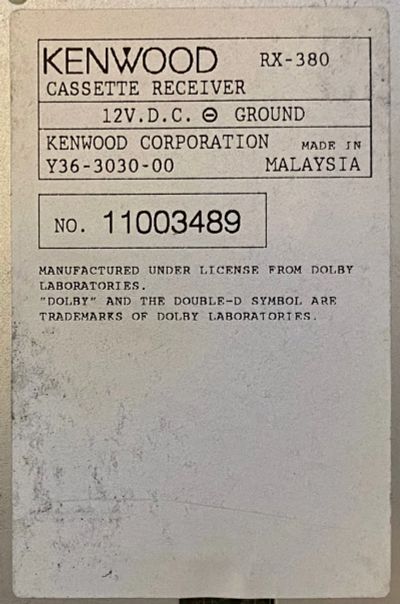 KENWOOD RX-380
CASSETTE RECEIVER
12V.D.C. ⊖ GROUND
KENWOOD CORPORATION MADE IN
Y36-3030-00 MALAYSIA
NO. 11003489
MANUFACTURED UNDER LICENSE FROM DOLBY
LABORATORIES.
"DOLBY" AND THE DOUBLE-D SYMBOL ARE
TRADEMARKS OF DOLBY LABORATORIES.